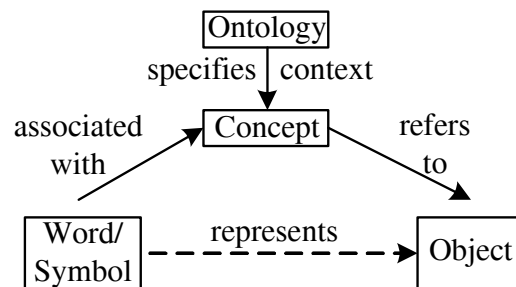 Ontology
specifies context
associated
with
Concept
refers
to
Word/
Symbol
represents
Object